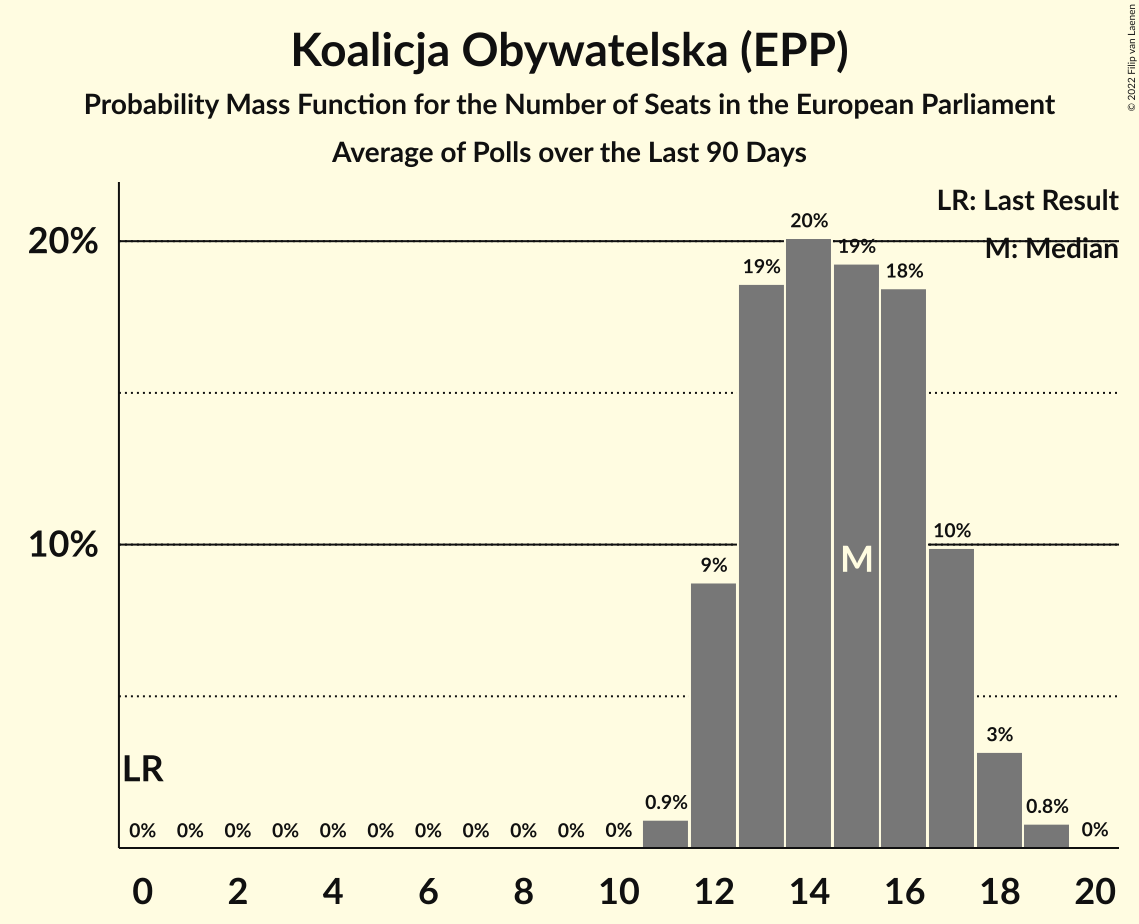 Koalicja Obywatelska (EPP)
Probability Mass Function for the Number of Seats in the European Parliament
Average of Polls over the Last 90 Days
© 2022 Filip van Laenen
LR: Last Result
M: Median
20%
10%
20%
19%
19%
18%
10%
9%
3%
0.9%
0.8%
M
LR
0% 0% 0% 0% 0% 0% 0% 0% 0% 0% 0% 0%
0 2 4 6 8 10 12 14 16 18 20